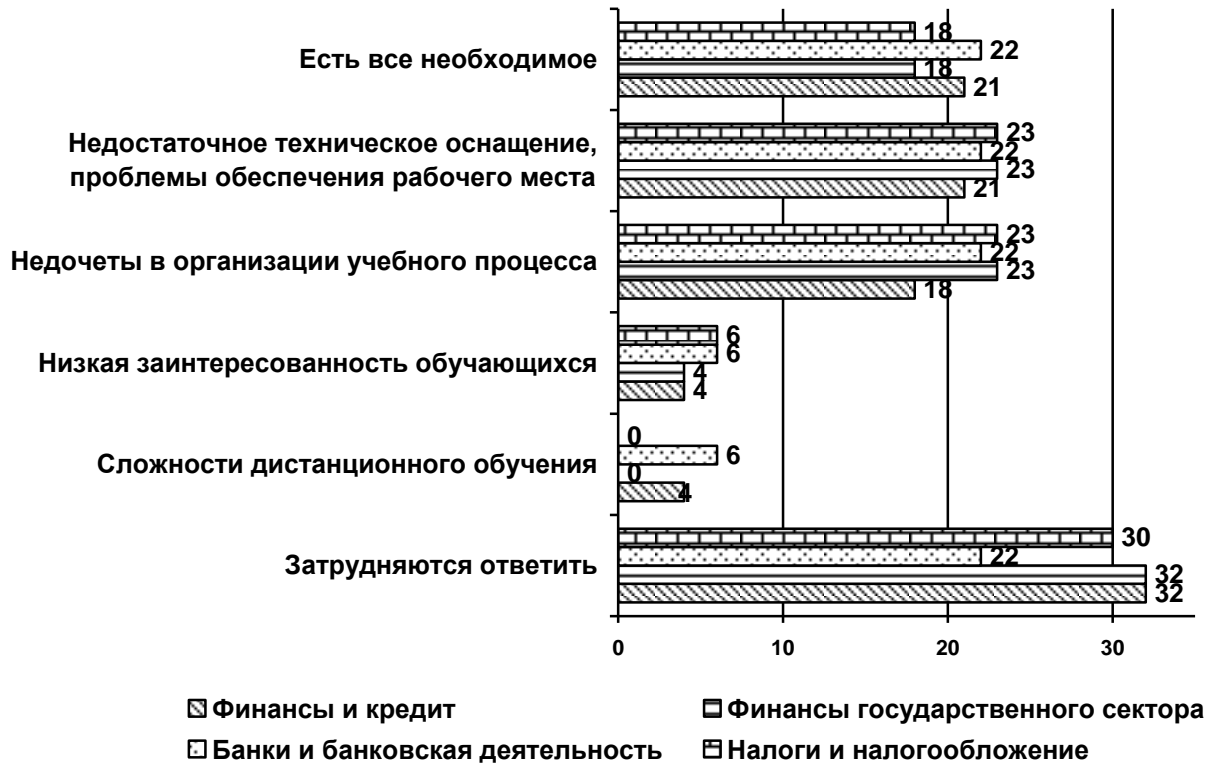 18
Есть все необходимое
22
18
21
Недостаточное техническое оснащение,
проблемы обеспечения рабочего места
23
22
23
21
Недочеты в организации учебного процесса
23
22
23
18
Низкая заинтересованность обучающихся
6
6
4
4
Сложности дистанционного обучения
0
6
0
4
Затрудняются ответить
30
22
32
32
0 10 20 30
Финансы и кредит Финансы государственного сектора
Банки и банковская деятельность Налоги и налогообложение